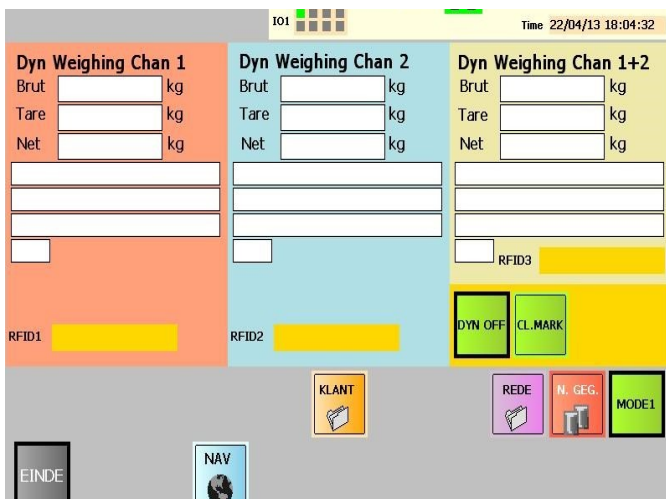 IO1
Time 22/04/13 18:04:32
Dyn Weighing Chan 1
Brut kg
Tare kg
Net kg
RFID1
Dyn Weighing Chan 2
Brut kg
Tare kg
Net kg
RFID2
Dyn Weighing Chan 1+2
Brut kg
Tare kg
Net kg
RFID3
DYN OFF
CL.MARK
KLANT
REDE
N. GEG.
MODE1
EINDE
NAV